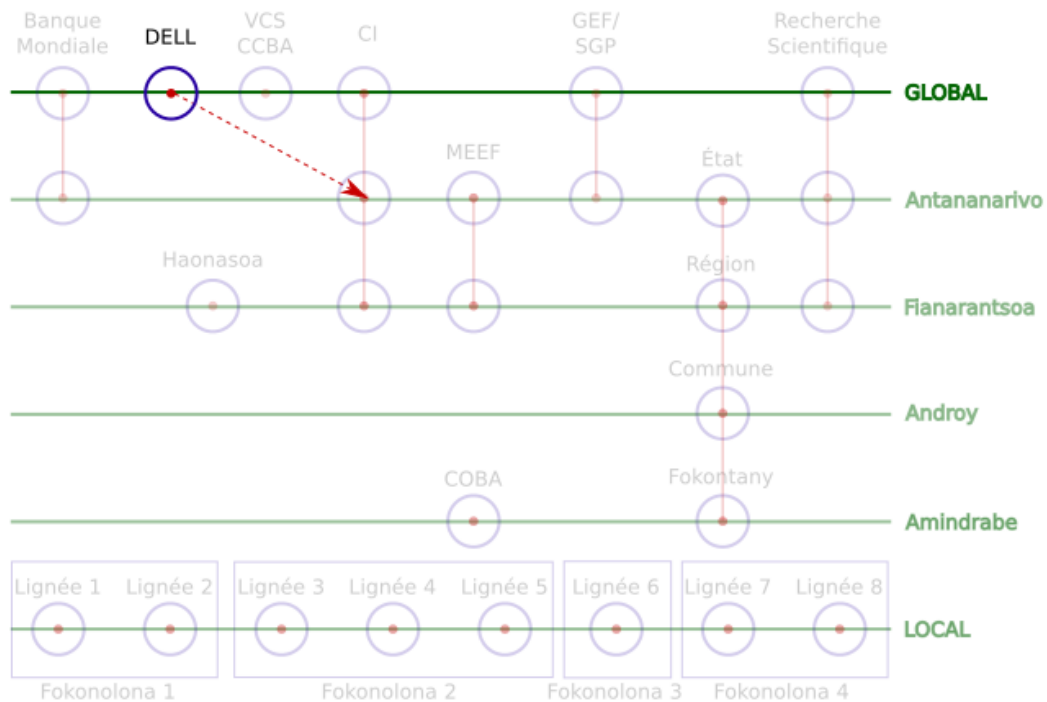 Banque
Mondiale
DELL
VCS
CCBA
CI
GEF/
SGP
Recherche
Scientifique
GLOBAL
MEEF
État
Antananarivo
Haonasoa
Région
Fianarantsoa
Commune
Androy
COBA
Fokontany
Amindrabe
Lignée 1
Lignée 2
Lignée 3
Lignée 4
Lignée 5
Lignée 6
Lignée 7
Lignée 8
LOCAL
Fokonolona 1
Fokonolona 2
Fokonolona 3
Fokonolona 4